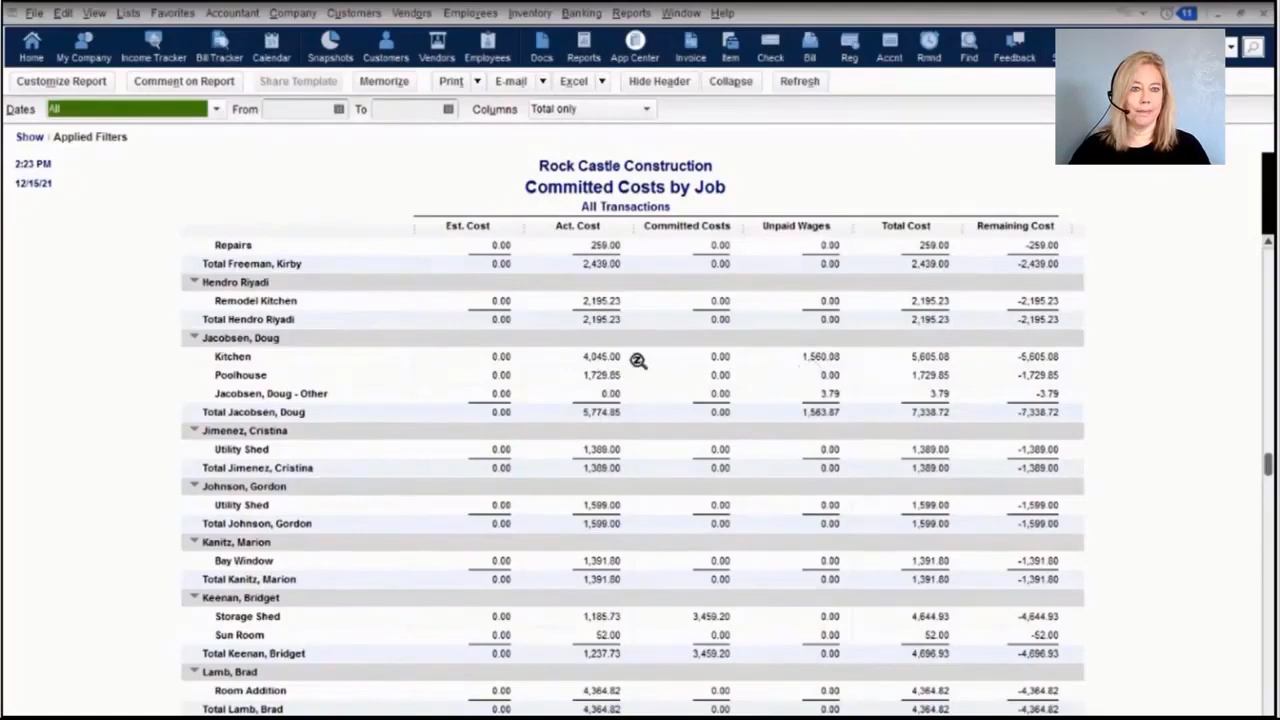 File Edit View Lists Favorites Accountant Company Customers Vendors Employees Inventory Banking Reports Window Help 11
Home My Company Income Tracker Bill Tracker Calendar Snapshots Customers Vendors Employees Docs Reports App Center Invoice Item Check Bill Reg Accnt Rmnd Find Feedback
Customize Report Comment on Report Share Template Memorize Print E-mail Excel Hide Header Collapse Refresh
Dates All From To Columns Total only
Show Applied Filters
2:23 PM
12/15/21
Rock Castle Construction
Committed Costs by Job
All Transactions
Est. Cost Act. Cost Committed Costs Unpaid Wages Total Cost Remaining Cost
Repairs 0.00 259.00 0.00 0.00 259.00 -259.00
Total Freeman, Kirby 0.00 2,439.00 0.00 0.00 2,439.00 -2,439.00
Hendro Riyadi
Remodel Kitchen 0.00 2,195.23 0.00 0.00 2,195.23 -2,195.23
Total Hendro Riyadi 0.00 2,195.23 0.00 0.00 2,195.23 -2,195.23
Jacobsen, Doug
Kitchen 0.00 4,045.00 0.00 1,560.08 5,605.08 -5,605.08
Poolhouse 0.00 1,729.85 0.00 0.00 1,729.85 -1,729.85
Jacobsen, Doug - Other 0.00 0.00 0.00 3.79 3.79 -3.79
Total Jacobsen, Doug 0.00 5,774.85 0.00 1,563.87 7,338.72 -7,338.72
Jimenez, Cristina
Utility Shed 0.00 1,389.00 0.00 0.00 1,389.00 -1,389.00
Total Jimenez, Cristina 0.00 1,389.00 0.00 0.00 1,389.00 -1,389.00
Johnson, Gordon
Utility Shed 0.00 1,599.00 0.00 0.00 1,599.00 -1,599.00
Total Johnson, Gordon 0.00 1,599.00 0.00 0.00 1,599.00 -1,599.00
Kanitz, Marion
Bay Window 0.00 1,391.80 0.00 0.00 1,391.80 -1,391.80
Total Kanitz, Marion 0.00 1,391.80 0.00 0.00 1,391.80 -1,391.80
Keenan, Bridget
Storage Shed 0.00 1,185.73 3,459.20 0.00 4,644.93 -4,644.93
Sun Room 0.00 52.00 0.00 0.00 52.00 -52.00
Total Keenan, Bridget 0.00 1,237.73 3,459.20 0.00 4,696.93 -4,696.93
Lamb, Brad
Room Addition 0.00 4,364.82 0.00 0.00 4,364.82 -4,364.82
Total Lamb, Brad 0.00 4,364.82 0.00 0.00 4,364.82 -4,364.82